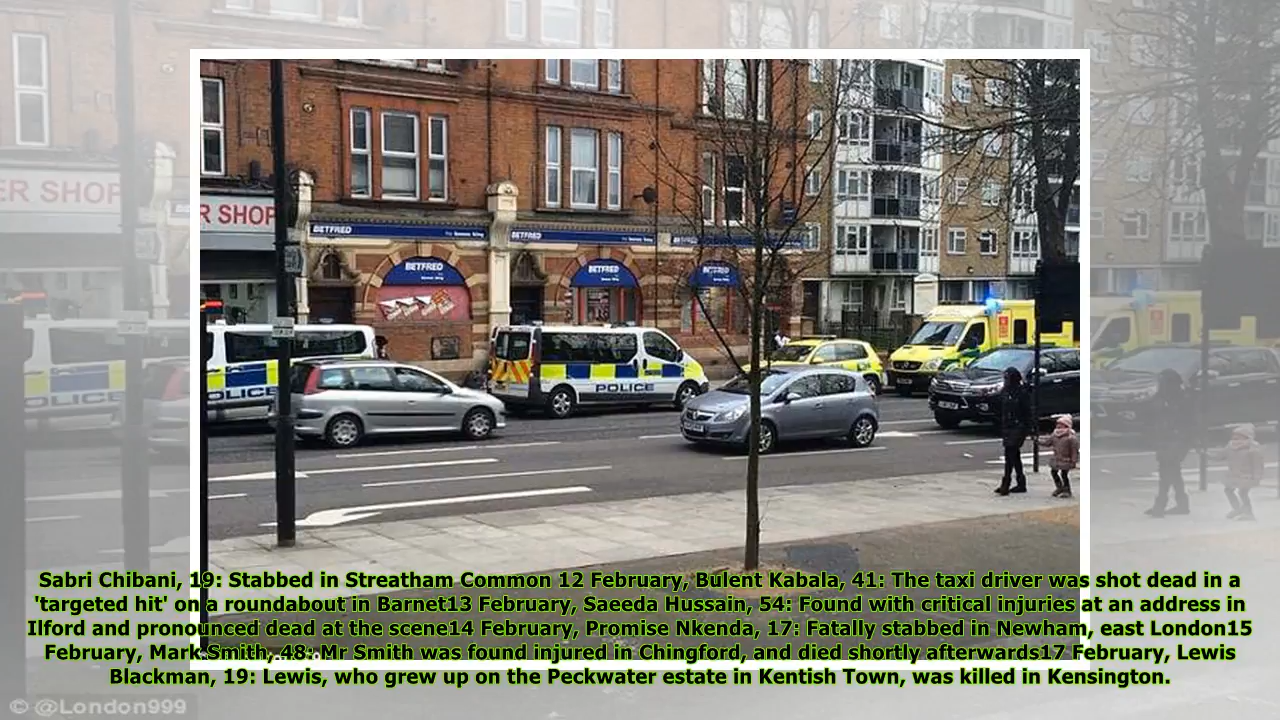 ER SHOP
R SHOP
BETFRED
BETFRED
BETFRED
BETFRED
BETFRED
POLICE
POLICE
POLICE
Sabri Chibani, 19: Stabbed in Streatham Common 12 February, Bulent Kabala, 41: The taxi driver was shot dead in a
'targeted hit' on a roundabout in Barnet13 February, Saeeda Hussain, 54: Found with critical injuries at an address in
Ilford and pronounced dead at the scene14 February, Promise Nkenda, 17: Fatally stabbed in Newham, east London15
February, Mark Smith, 48: Mr Smith was found injured in Chingford, and died shortly afterwards17 February, Lewis
Blackman, 19: Lewis, who grew up on the Peckwater estate in Kentish Town, was killed in Kensington.
© @London999